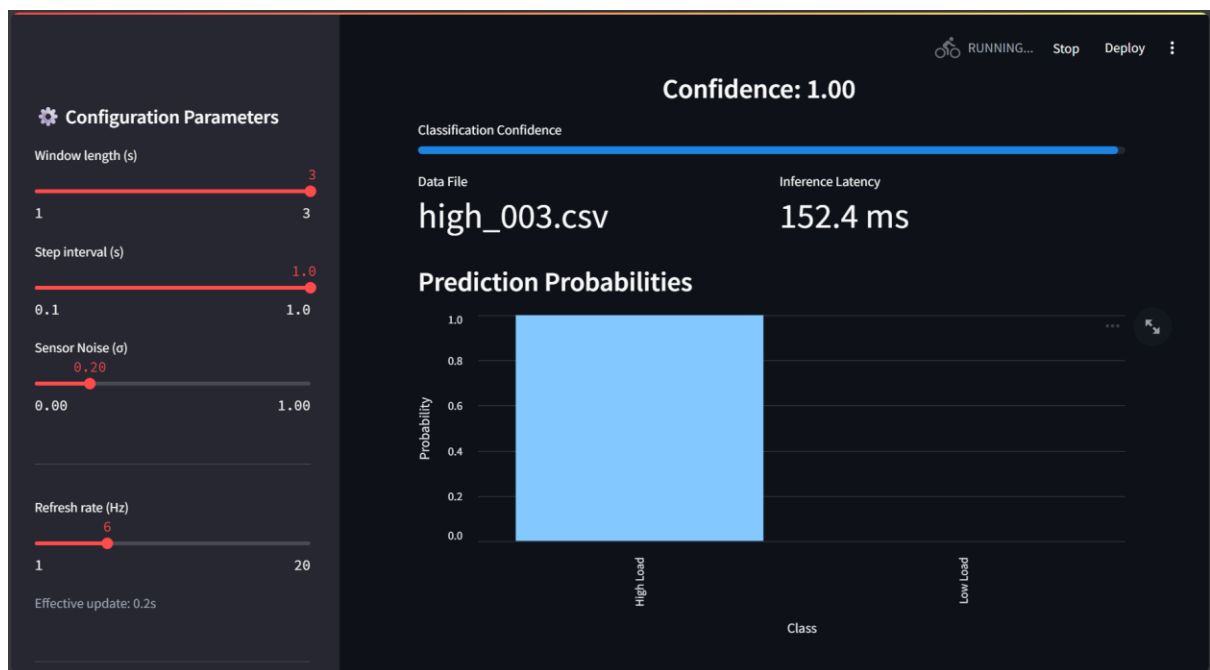 RUNNING...
Stop
Deploy
Configuration Parameters
Window length (s)
3
1
3
Step interval (s)
1.0
0.1
1.0
Sensor Noise (σ)
0.20
0.00
1.00
Refresh rate (Hz)
6
1
20
Effective update: 0.2s
Confidence: 1.00
Classification Confidence
Data File
high_003.csv
Inference Latency
152.4 ms
Prediction Probabilities
Probability
1.0
0.8
0.6
0.4
0.2
0.0
High Load
Low Load
Class